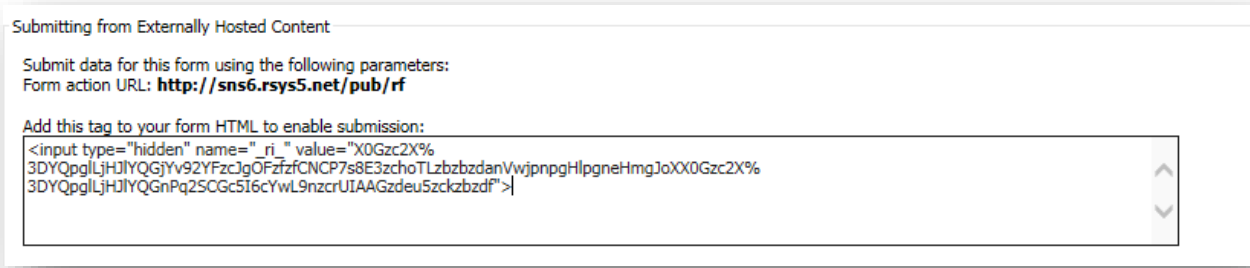 Submitting from Externally Hosted Content
Submit data for this form using the following parameters:
Form action URL: http://sns6.rsys5.net/pub/rf
Add this tag to your form HTML to enable submission:
<input type="hidden" name="_ri_" value="X0Gzc2X%
3DYQpglLjHJlYQGjYv92YFzcJgOFzfzfCNCP7s8E3zchoTLzbzbzdanVwjpnpgHlpgneHmgJoXX0Gzc2X%
3DYQpglLjHJlYQGnPq2SCGc5I6cYwL9nzcrUIAAGzdeu5zckzbzdf">